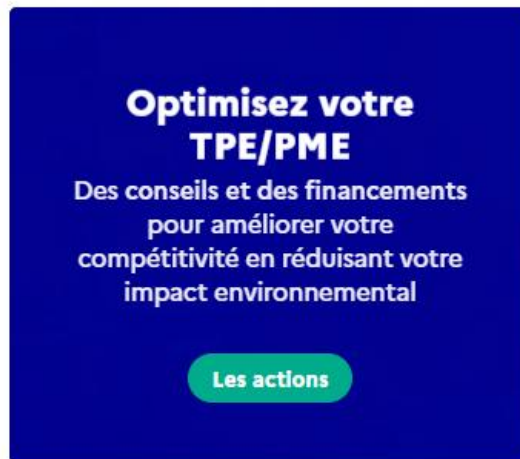 Optimisez votre
TPE/PME
Des conseils et des financements
pour améliorer votre
compétitivité en réduisant votre
impact environnemental
Les actions